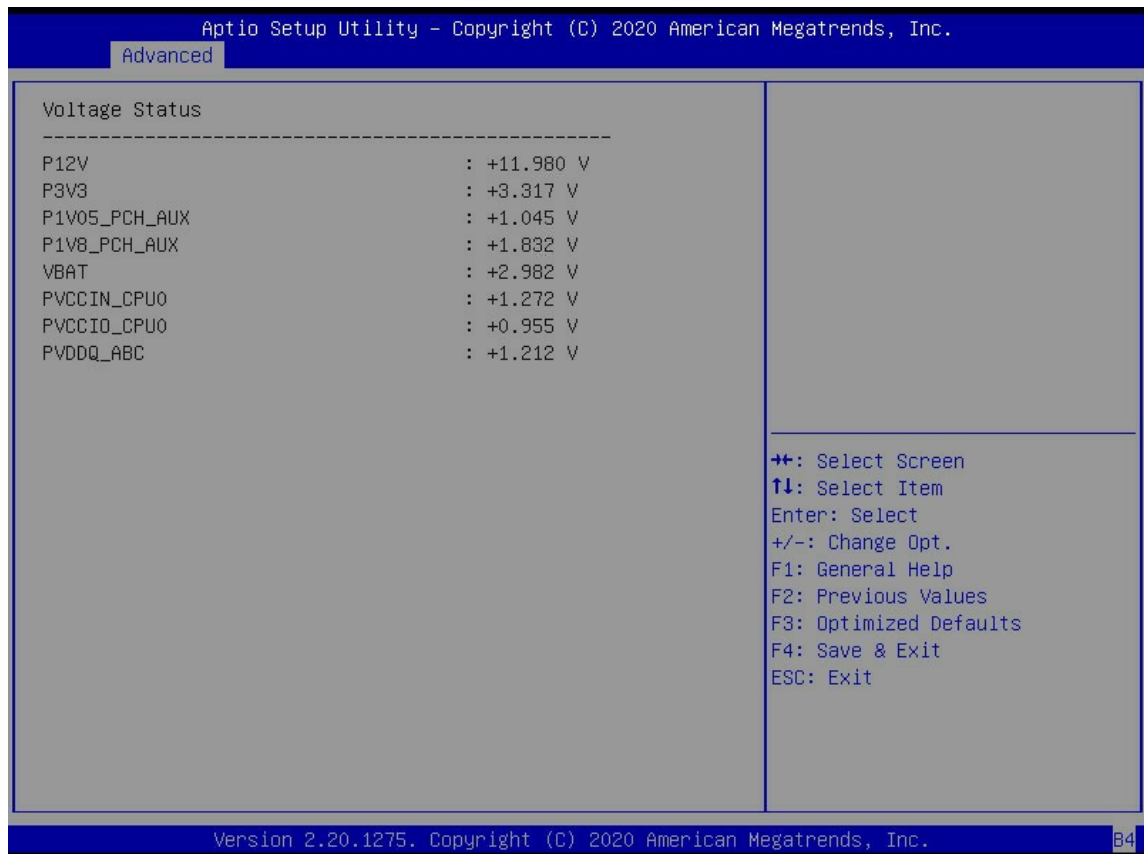 Aptio Setup Utility – Copyright (C) 2020 American Megatrends, Inc.
Advanced
Voltage Status
--------------------------------------------------
P12V : +11.980 V
P3V3 : +3.317 V
P1V05_PCH_AUX : +1.045 V
P1V8_PCH_AUX : +1.832 V
VBAT : +2.982 V
PVCCIN_CPU0 : +1.272 V
PVCCIO_CPU0 : +0.955 V
PVDDQ_ABC : +1.212 V
→←: Select Screen
↑↓: Select Item
Enter: Select
+/-: Change Opt.
F1: General Help
F2: Previous Values
F3: Optimized Defaults
F4: Save & Exit
ESC: Exit
Version 2.20.1275. Copyright (C) 2020 American Megatrends, Inc.
B4